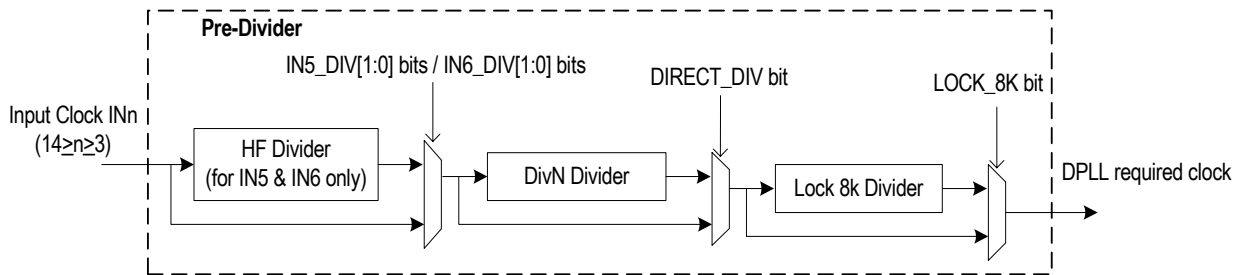 Pre-Divider
IN5_DIV[1:0] bits / IN6_DIV[1:0] bits
DIRECT_DIV bit
LOCK_8K bit
Input Clock INn
(14≥n≥3)
HF Divider
(for IN5 & IN6 only)
DivN Divider
Lock 8k Divider
DPLL required clock